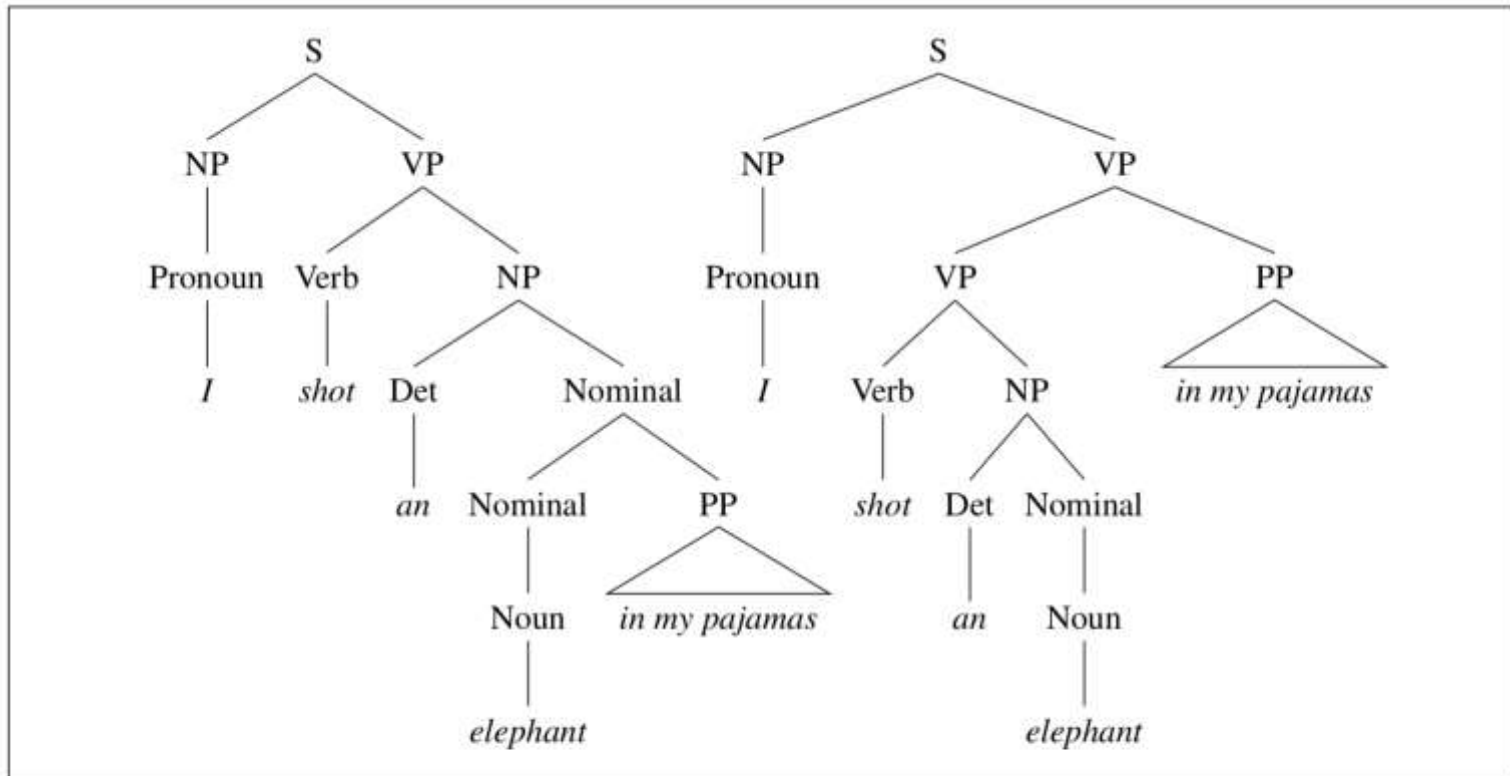 S S
NP VP NP VP
Pronoun Verb NP Pronoun VP PP
I shot Det Nominal I Verb NP in my pajamas
an Nominal PP shot Det Nominal
Noun in my pajamas an Noun
elephant elephant